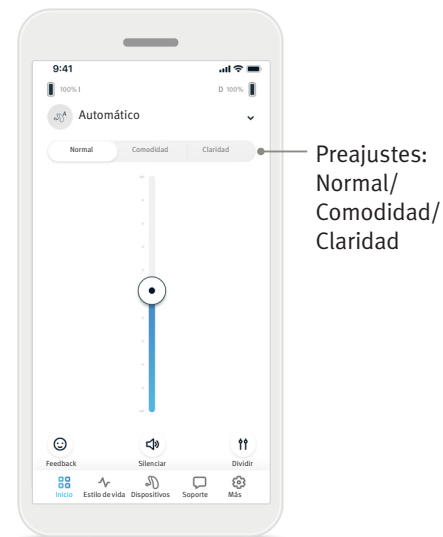 9:41
100% I
D 100%
Automático
Normal Comodidad Claridad
Preajustes:
Normal/
Comodidad/
Claridad
Feedback Silenciar Dividir
Inicio Estilo de vida Dispositivos Soporte Más